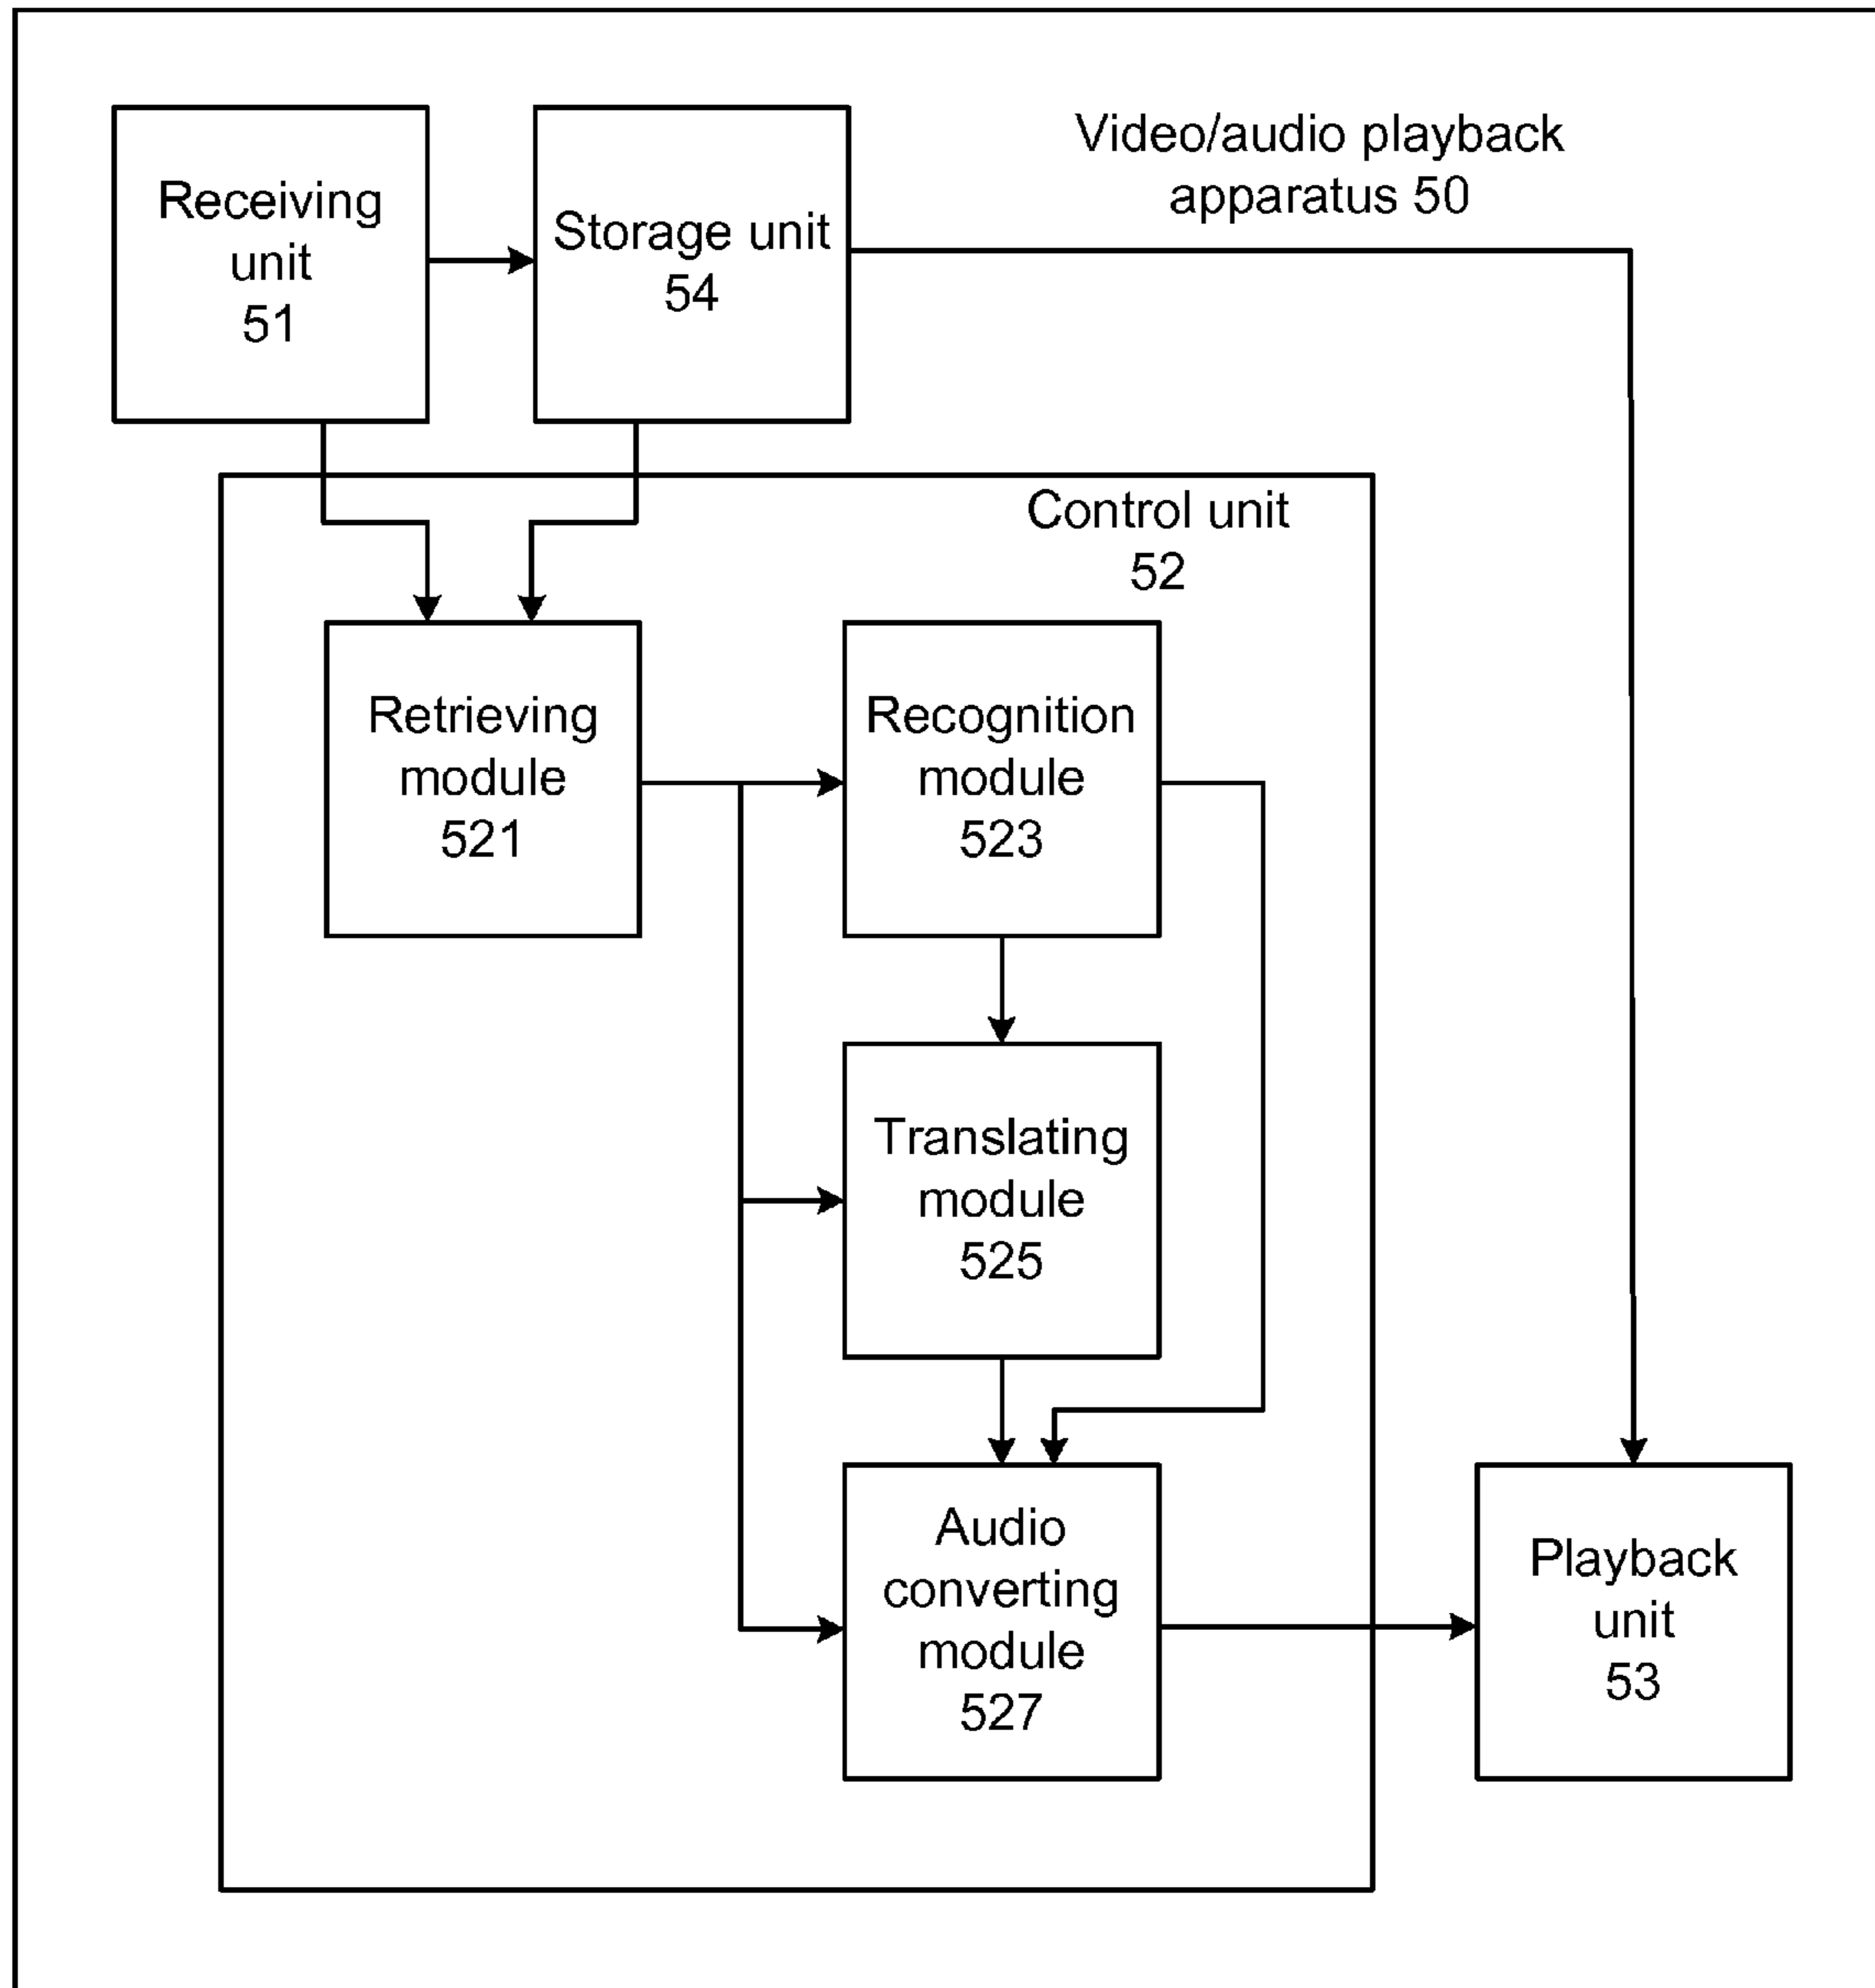 Receiving
unit
51
Storage unit
54
Video/audio playback
apparatus 50
Control unit
52
Retrieving
module
521
Recognition
module
523
Translating
module
525
Audio
converting
module
527
Playback
unit
53